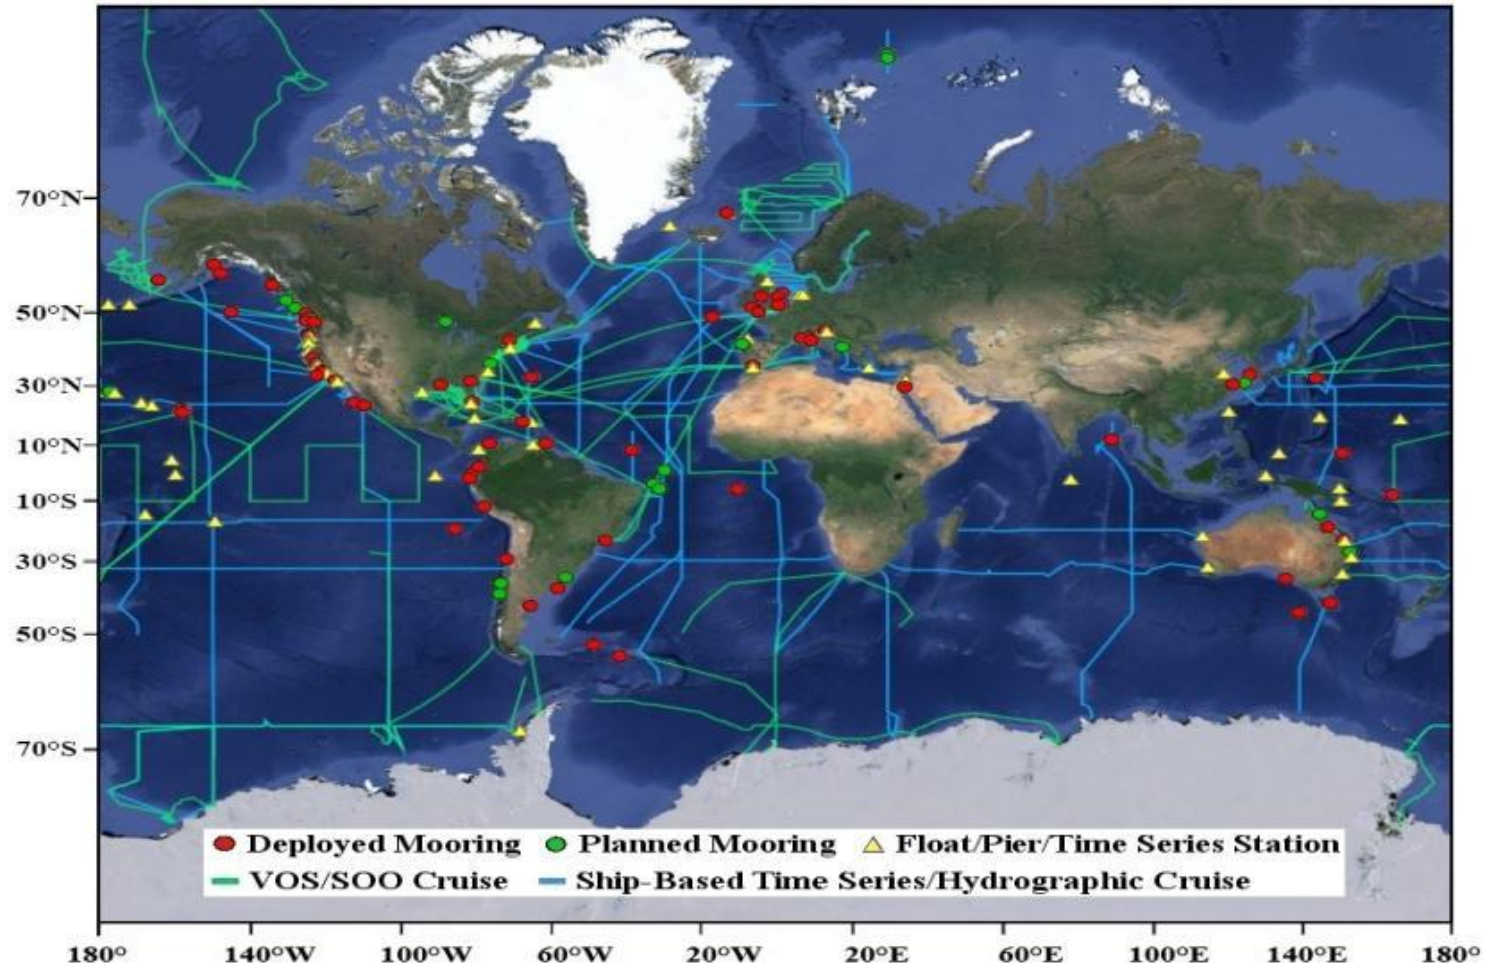 70°N
50°N
30°N
10°N
10°S
30°S
50°S
70°S
Deployed Mooring Planned Mooring Float/Pier/Time Series Station
VOS/SOO Cruise Ship-Based Time Series/Hydrographic Cruise
180° 140°W 100°W 60°W 20°W 20°E 60°E 100°E 140°E 180°